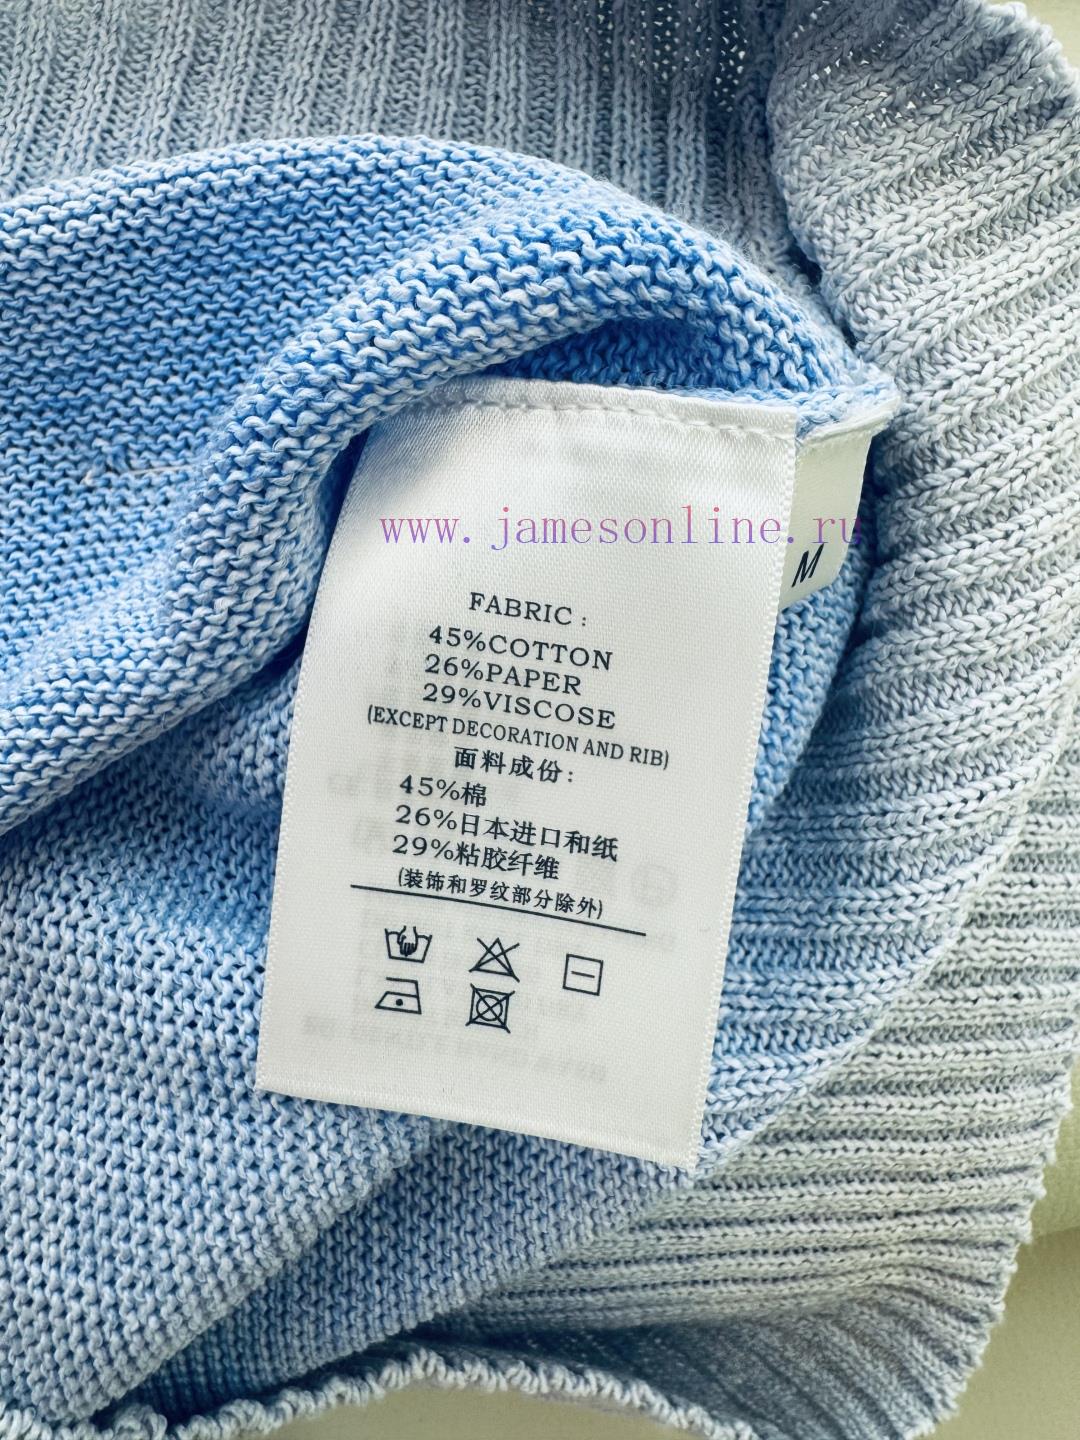 www.jamesonline.ru
M
FABRIC :
45%COTTON
26%PAPER
29%VISCOSE
(EXCEPT DECORATION AND RIB)
面料成份:
45%棉
26%日本进口和纸
29%粘胶纤维
(装饰和罗纹部分除外)